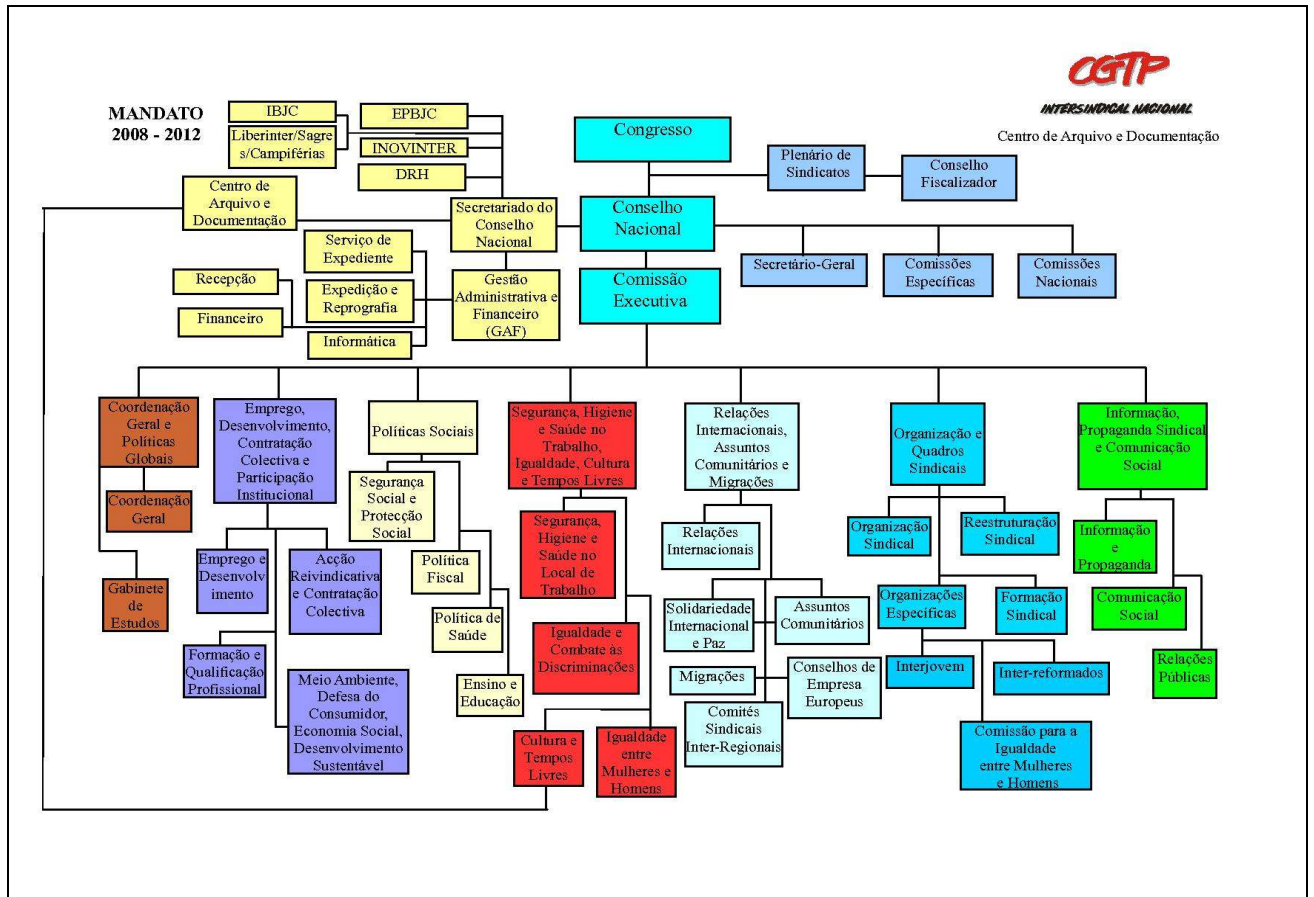 CGTP
INTERSINDICAL NACIONAL
Centro de Arquivo e Documentação
MANDATO
2008 - 2012
IBJC
Liberinter/Sagre
s/Campiférias
EPBJC
INOVINTER
DRH
Centro de
Arquivo e
Documentação
Secretariado do
Conselho
Nacional
Congresso
Plenário de
Sindicatos
Conselho
Fiscalizador
Conselho
Nacional
Secretário-Geral
Comissões
Específicas
Comissões
Nacionais
Comissão
Executiva
Serviço de
Expediente
Recepção
Expedição e
Reprografia
Financeiro
Informática
Gestão
Administrativa e
Financeiro
(GAF)
Coordenação
Geral e
Políticas
Globais
Coordenação
Geral
Gabinete
de
Estudos
Emprego,
Desenvolvimento,
Contratação
Colectiva e
Participação
Institucional
Emprego e
Desenvolv
imento
Acção
Reivindicativa
e Contratação
Colectiva
Formação e
Qualificação
Profissional
Meio Ambiente,
Defesa do
Consumidor,
Economia Social,
Desenvolvimento
Sustentável
Políticas Sociais
Segurança
Social e
Protecção
Social
Política
Fiscal
Política de
Saúde
Ensino e
Educação
Segurança, Higiene
e Saúde no
Trabalho,
Igualdade, Cultura
e Tempos Livres
Segurança,
Higiene e
Saúde no
Local de
Trabalho
Igualdade e
Combate às
Discriminações
Cultura e
Tempos
Livres
Igualdade
entre
Mulheres e
Homens
Relações
Internacionais,
Assuntos
Comunitários e
Migrações
Relações
Internacionais
Solidariedade
Internacional
e Paz
Assuntos
Comunitários
Migrações
Conselhos de
Empresa
Europeus
Comités
Sindicais
Inter-Regionais
Organização e
Quadros
Sindicais
Organização
Sindical
Reestruturação
Sindical
Organizações
Específicas
Formação
Sindical
Interjovem
Inter-reformados
Comissão para a
Igualdade
entre Mulheres
e Homens
Informação,
Propaganda Sindical
e Comunicação
Social
Informação
e
Propaganda
Comunicação
Social
Relações
Públicas